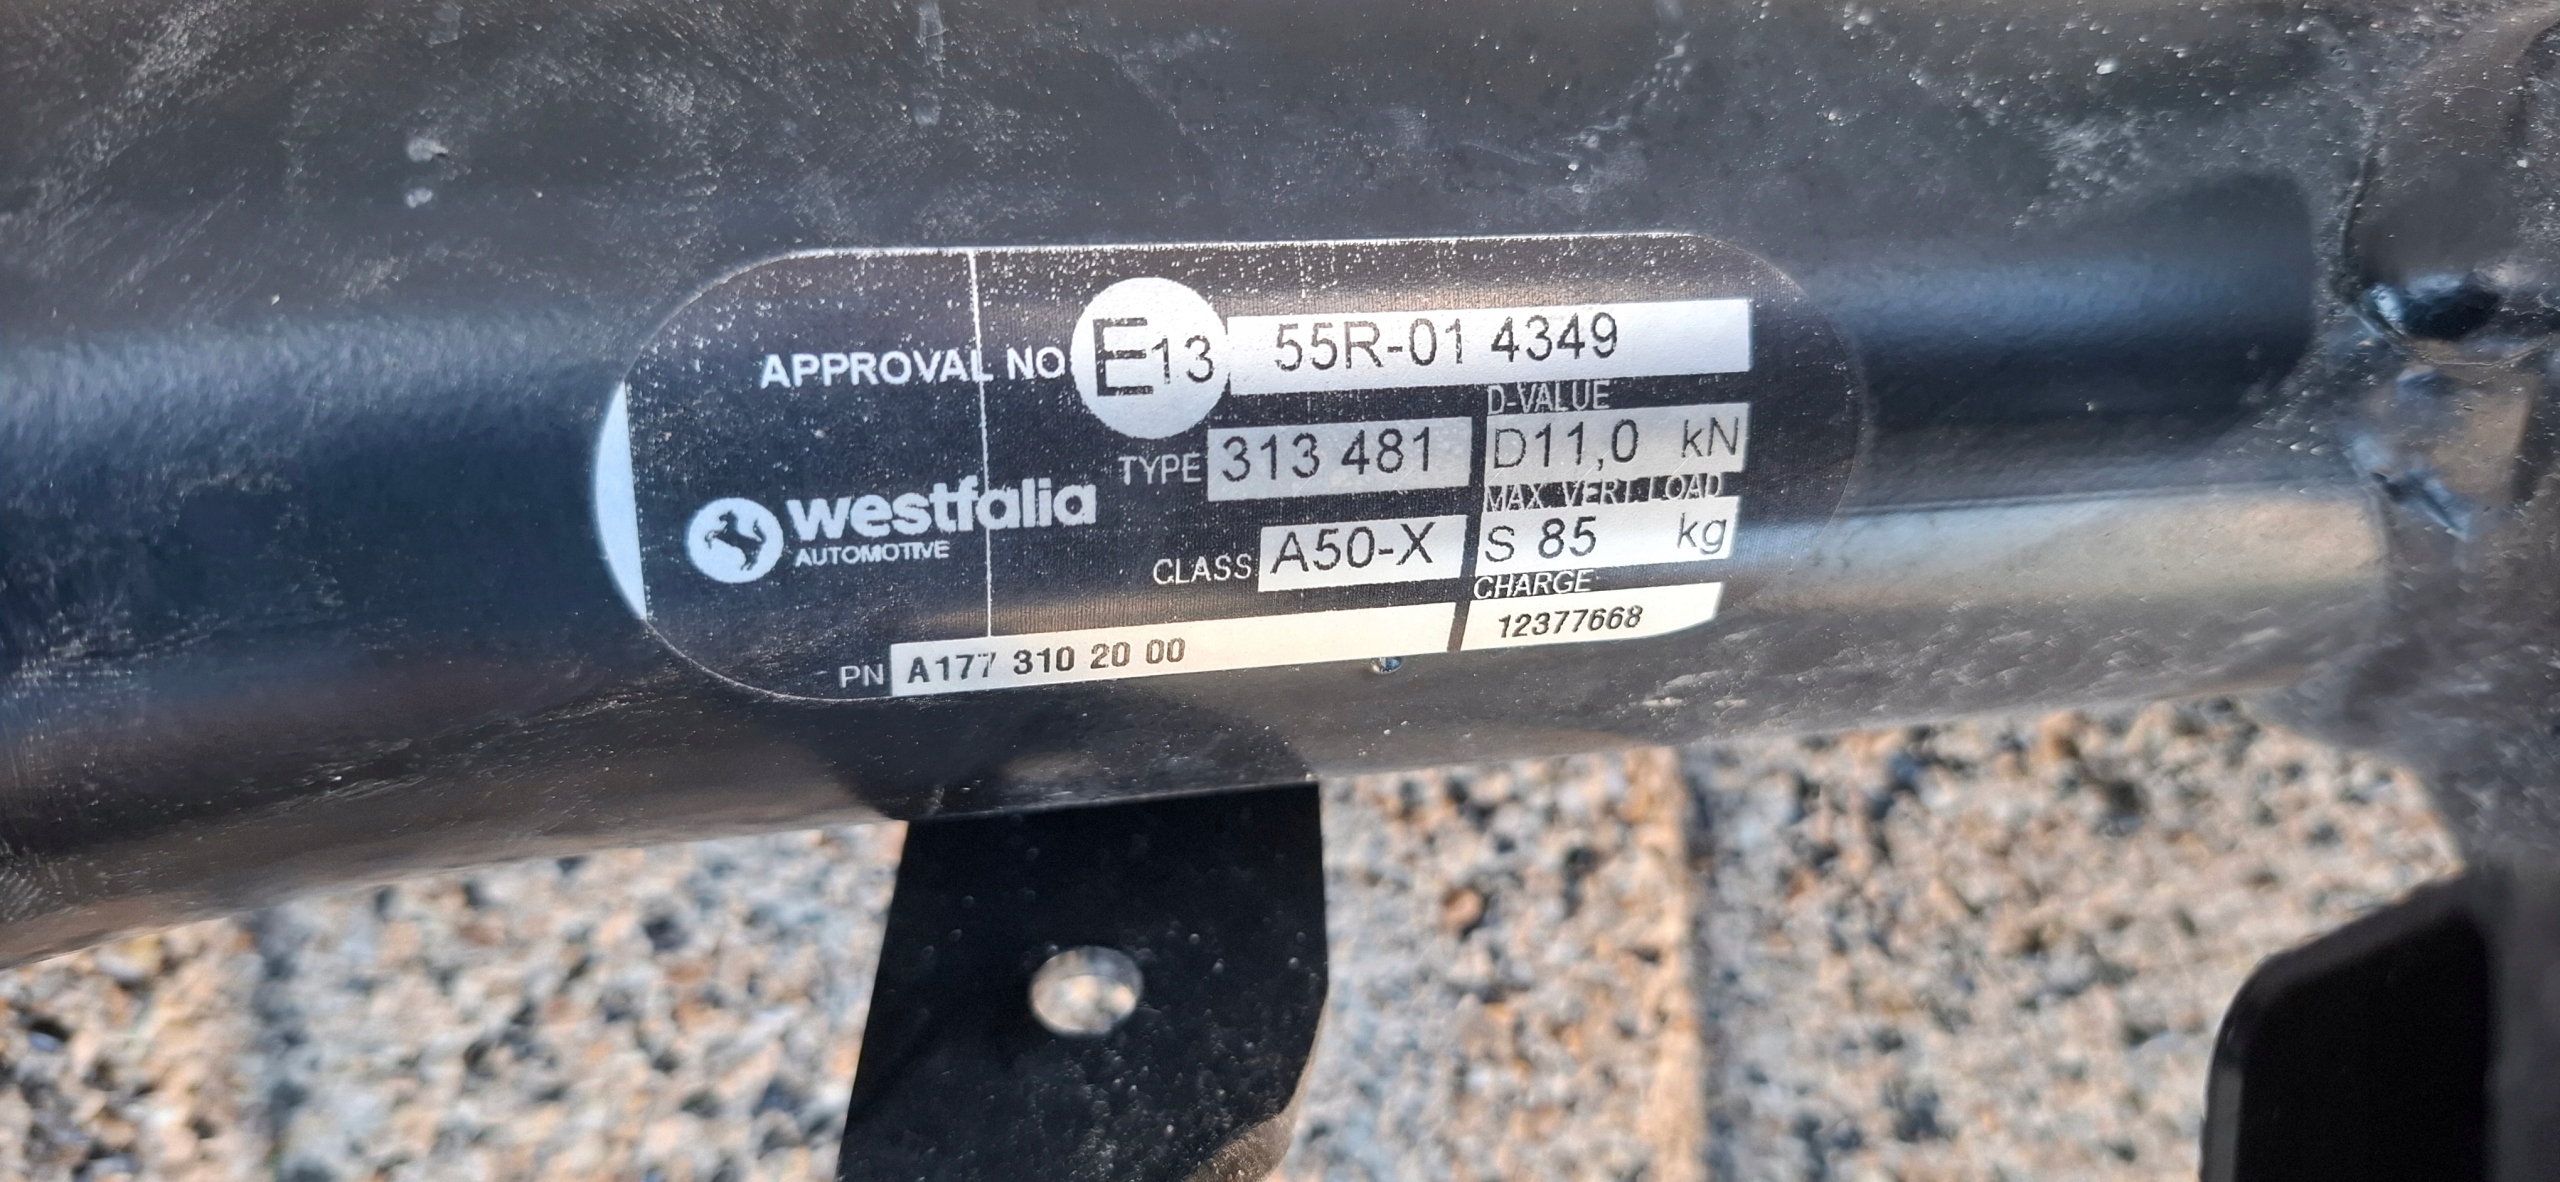 APPROVAL NO E13 55R-01 4349
D-VALUE
TYPE 313 481 D11,0 kN
MAX. VERT.LOAD
westfalia
AUTOMOTIVE
CLASS A50-X S 85 kg
CHARGE
12377668
PN A177 310 20 00